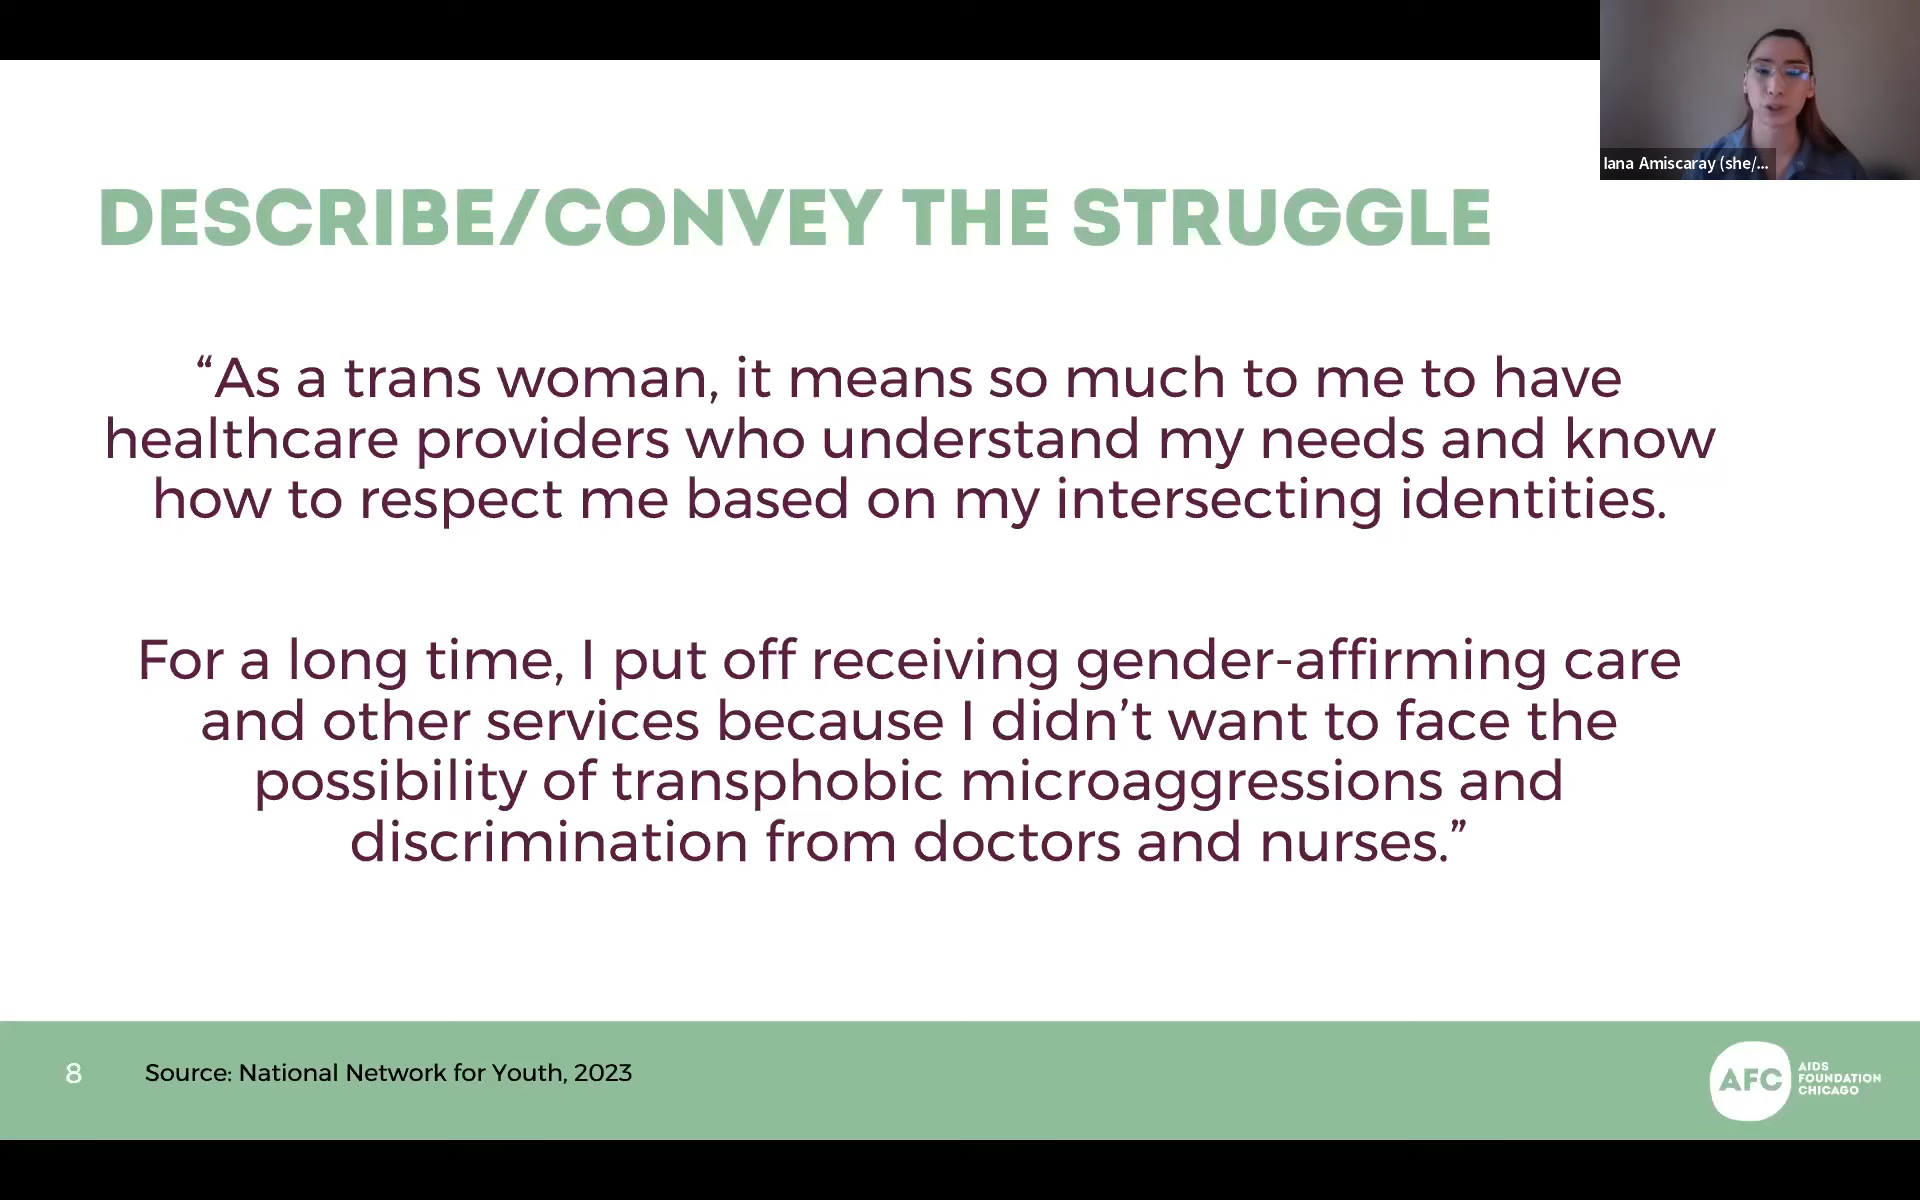 Iana Amiscaray (she/...
DESCRIBE/CONVEY THE STRUGGLE
“As a trans woman, it means so much to me to have
healthcare providers who understand my needs and know
how to respect me based on my intersecting identities.
For a long time, I put off receiving gender-affirming care
and other services because I didn’t want to face the
possibility of transphobic microaggressions and
discrimination from doctors and nurses.”
8
Source: National Network for Youth, 2023
AFC
AIDS
FOUNDATION
CHICAGO